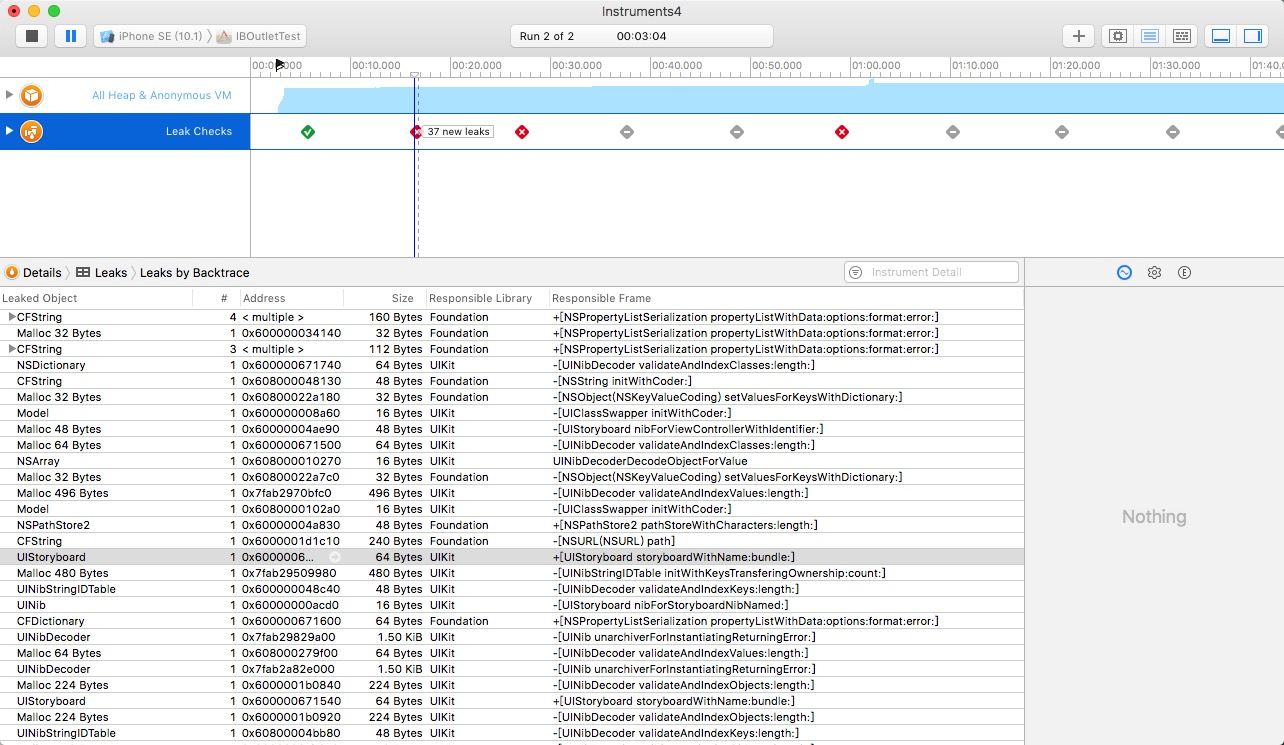 Instruments4
iPhone SE (10.1) IBOutletTest
Run 2 of 2 00:03:04
00:10.000 00:20.000 00:30.000 00:40.000 00:50.000 01:00.000 01:10.000 01:20.000 01:30.000
All Heap & Anonymous VM
Leak Checks
37 new leaks
Details Leaks Leaks by Backtrace Instrument Detail E
Leaked Object # Address Size Responsible Library Responsible Frame
CFString 4 < multiple > 160 Bytes Foundation +[NSPropertyListSerialization propertyListWithData:options:format:error:]
Malloc 32 Bytes 1 0x600000034140 32 Bytes Foundation +[NSPropertyListSerialization propertyListWithData:options:format:error:]
CFString 3 < multiple > 112 Bytes Foundation +[NSPropertyListSerialization propertyListWithData:options:format:error:]
NSDictionary 1 0x600000671740 64 Bytes UIKit -[UINibDecoder validateAndIndexClasses:length:]
CFString 1 0x608000048130 48 Bytes Foundation -[NSString initWithCoder:]
Malloc 32 Bytes 1 0x60800022a180 32 Bytes Foundation -[NSObject(NSKeyValueCoding) setValuesForKeysWithDictionary:]
Model 1 0x600000008a60 16 Bytes UIKit -[UIClassSwapper initWithCoder:]
Malloc 48 Bytes 1 0x60000004ae90 48 Bytes UIKit -[UIStoryboard nibForViewControllerWithIdentifier:]
Malloc 64 Bytes 1 0x600000671500 64 Bytes UIKit -[UINibDecoder validateAndIndexClasses:length:]
NSArray 1 0x608000010270 16 Bytes UIKit UINibDecoderDecodeObjectForValue
Malloc 32 Bytes 1 0x60800022a7c0 32 Bytes Foundation -[NSObject(NSKeyValueCoding) setValuesForKeysWithDictionary:]
Malloc 496 Bytes 1 0x7fab2970bfc0 496 Bytes UIKit -[UINibDecoder validateAndIndexValues:length:]
Model 1 0x6080000102a0 16 Bytes UIKit -[UIClassSwapper initWithCoder:]
NSPathStore2 1 0x60000004a830 48 Bytes Foundation +[NSPathStore2 pathStoreWithCharacters:length:]
CFString 1 0x6000001d1c10 240 Bytes Foundation -[NSURL(NSURL) path]
UIStoryboard 1 0x6000006... 64 Bytes UIKit +[UIStoryboard storyboardWithName:bundle:]
Malloc 480 Bytes 1 0x7fab29509980 480 Bytes UIKit -[UINibStringIDTable initWithKeysTransferingOwnership:count:]
UINibStringIDTable 1 0x600000048c40 48 Bytes UIKit -[UINibDecoder validateAndIndexKeys:length:]
UINib 1 0x60000000acd0 16 Bytes UIKit -[UIStoryboard nibForStoryboardNibNamed:]
CFDictionary 1 0x600000671600 64 Bytes Foundation +[NSPropertyListSerialization propertyListWithData:options:format:error:]
UINibDecoder 1 0x7fab29829a00 1.50 KiB UIKit -[UINib unarchiverForInstantiatingReturningError:]
Malloc 64 Bytes 1 0x608000279f00 64 Bytes UIKit -[UINibDecoder validateAndIndexValues:length:]
UINibDecoder 1 0x7fab2a82e000 1.50 KiB UIKit -[UINib unarchiverForInstantiatingReturningError:]
Malloc 224 Bytes 1 0x6000001b0840 224 Bytes UIKit -[UINibDecoder validateAndIndexObjects:length:]
UIStoryboard 1 0x600000671540 64 Bytes UIKit +[UIStoryboard storyboardWithName:bundle:]
Malloc 224 Bytes 1 0x6000001b0920 224 Bytes UIKit -[UINibDecoder validateAndIndexObjects:length:]
UINibStringIDTable 1 0x60800004bb80 48 Bytes UIKit -[UINibDecoder validateAndIndexKeys:length:]
Nothing